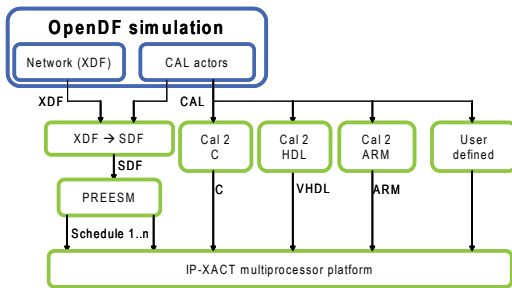 OpenDF simulation
Network (XDF)
CAL actors
XDF
CAL
XDF → SDF
Cal 2
C
Cal 2
HDL
Cal 2
ARM
User
defined
SDF
PREESM
C
VHDL
ARM
Schedule 1..n
IP-XACT multiprocessor platform